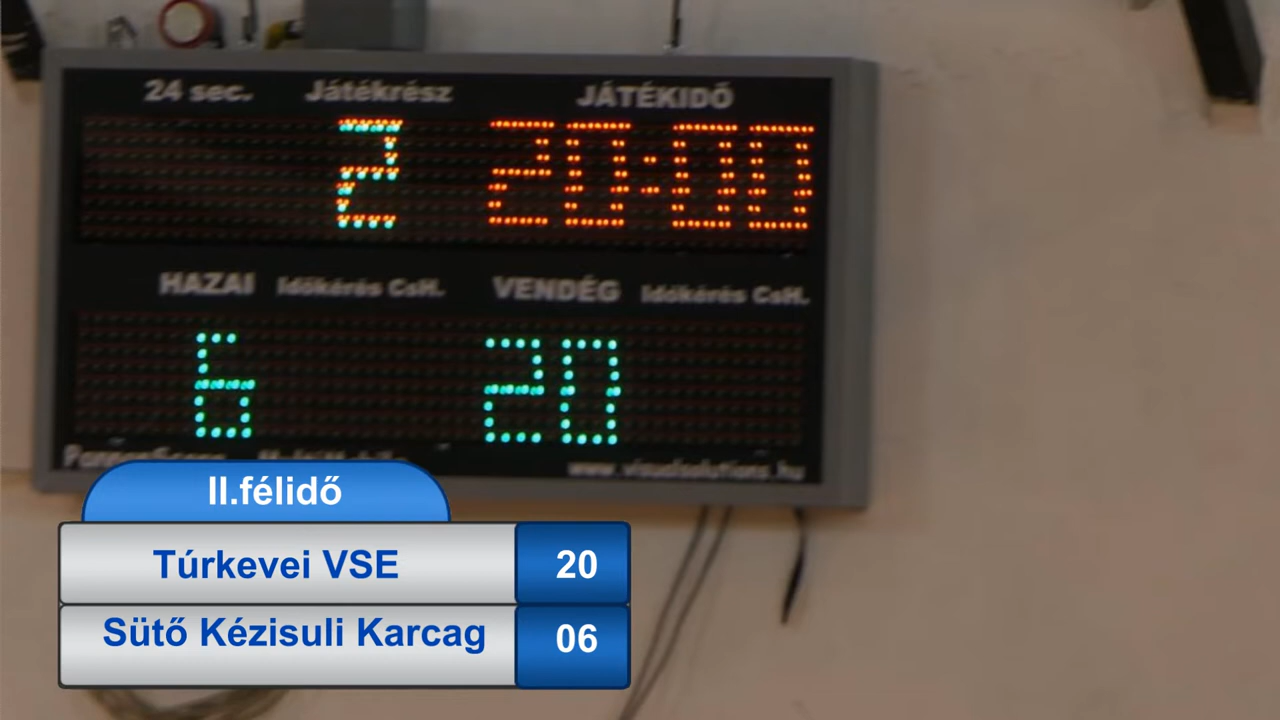 24 sec. Játékrész JÁTÉKIDŐ
2 20:00
HAZAI Időkérés CsH. VENDÉG Időkérés CsH.
6 20
www.visualsolutions.hu
II.félidő
Túrkevei VSE 20
Sütő Kézisuli Karcag 06